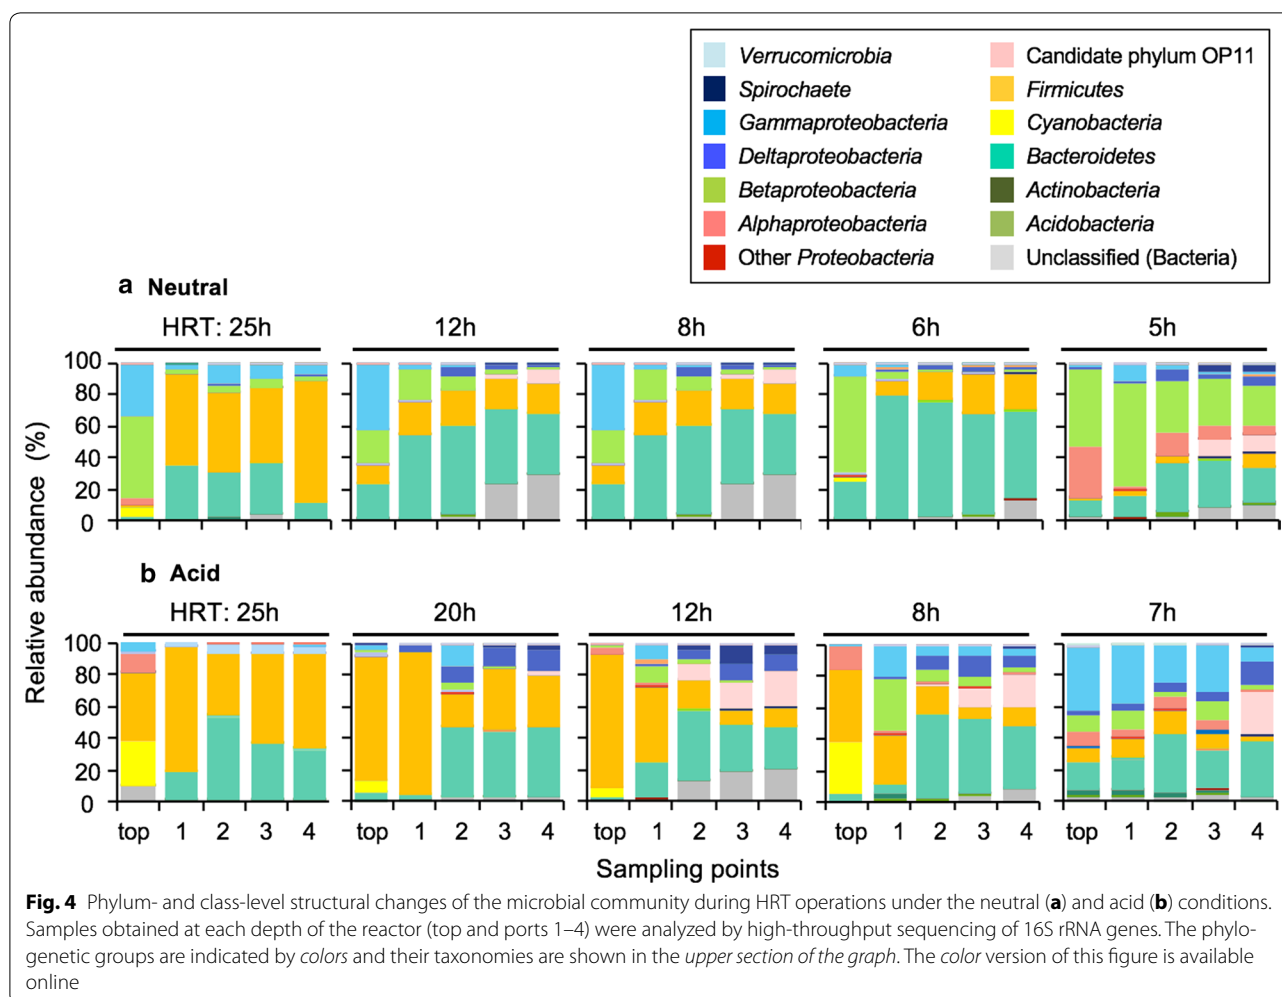 Verrucomicrobia
Spirochaete
Gammaproteobacteria
Deltaproteobacteria
Betaproteobacteria
Alphaproteobacteria
Other Proteobacteria
Candidate phylum OP11
Firmicutes
Cyanobacteria
Bacteroidetes
Actinobacteria
Acidobacteria
Unclassified (Bacteria)
a Neutral
HRT: 25h 12h 8h 6h 5h
100
80
60
40
20
0
b Acid
HRT: 25h 20h 12h 8h 7h
100
80
60
40
20
0
Relative abundance (%)
top 1 2 3 4 top 1 2 3 4 top 1 2 3 4 top 1 2 3 4 top 1 2 3 4
Sampling points
Fig. 4 Phylum- and class-level structural changes of the microbial community during HRT operations under the neutral (a) and acid (b) conditions.
Samples obtained at each depth of the reactor (top and ports 1–4) were analyzed by high-throughput sequencing of 16S rRNA genes. The phylo-
genetic groups are indicated by colors and their taxonomies are shown in the upper section of the graph. The color version of this figure is available
online